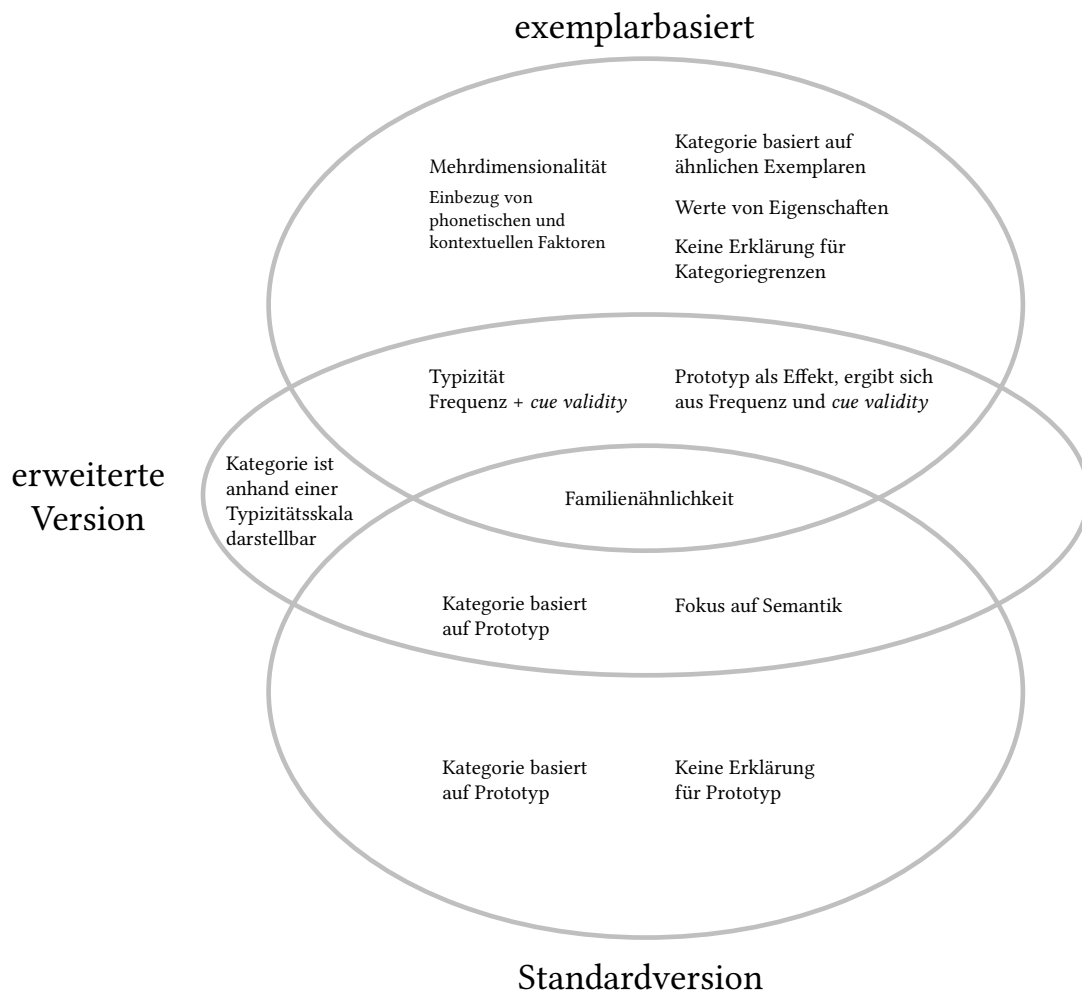 exemplarbasiert
Mehrdimensionalität
Einbezug von
phonetischen und
kontextuellen Faktoren
Kategorie basiert auf
ähnlichen Exemplaren
Werte von Eigenschaften
Keine Erklärung für
Kategoriegrenzen
Typizität
Frequenz + cue validity
Prototyp als Effekt, ergibt sich
aus Frequenz und cue validity
erweiterte
Version
Kategorie ist
anhand einer
Typizitätsskala
darstellbar
Familienähnlichkeit
Kategorie basiert
auf Prototyp
Fokus auf Semantik
Kategorie basiert
auf Prototyp
Keine Erklärung
für Prototyp
Standardversion